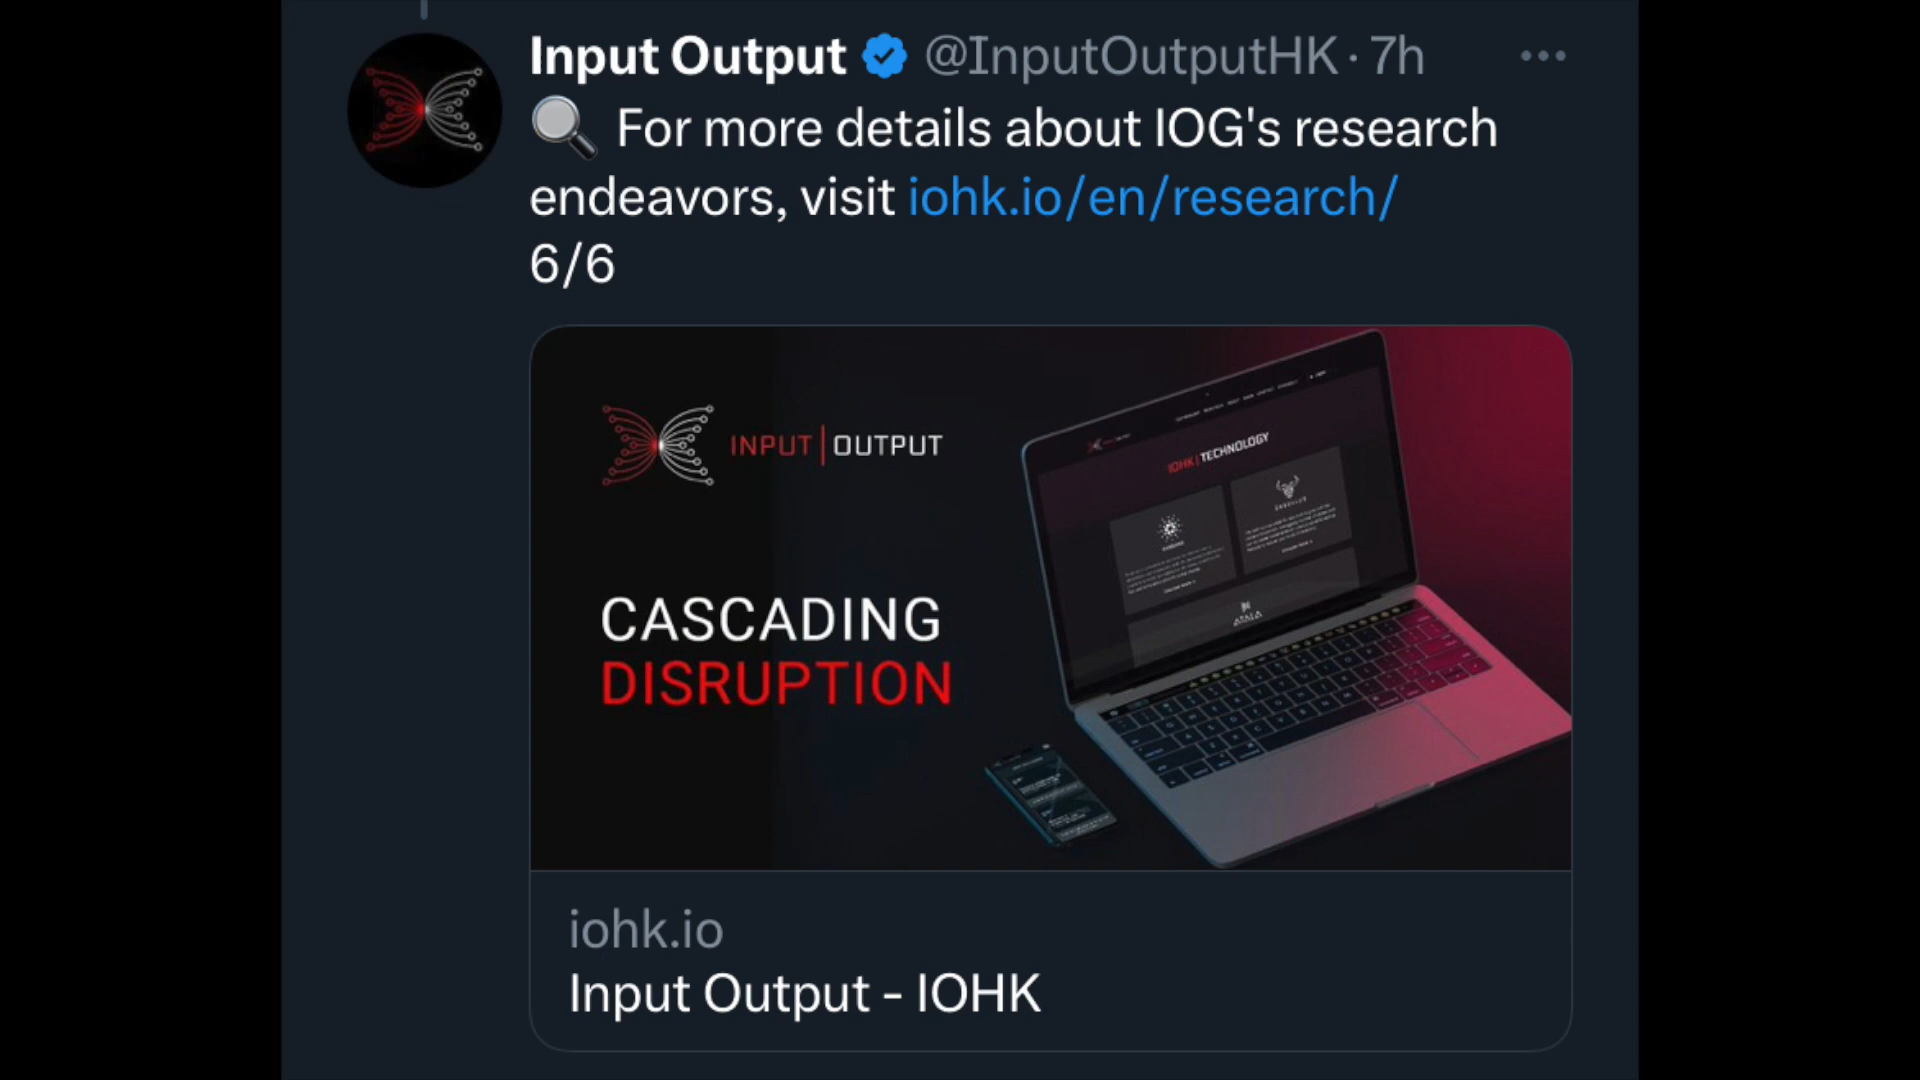 Input Output @InputOutputHK · 7h
🔍 For more details about IOG's research
endeavors, visit iohk.io/en/research/
6/6
INPUT | OUTPUT
IOHK | TECHNOLOGY
ATALA
CASCADING
DISRUPTION
iohk.io
Input Output - IOHK